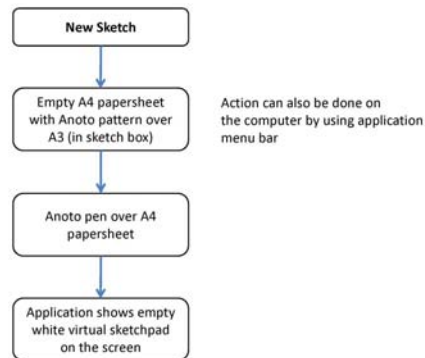 New Sketch
Empty A4 papersheet
with Anoto pattern over
A3 (in sketch box)
Action can also be done on
the computer by using application
menu bar
Anoto pen over A4
papersheet
Application shows empty
white virtual sketchpad
on the screen